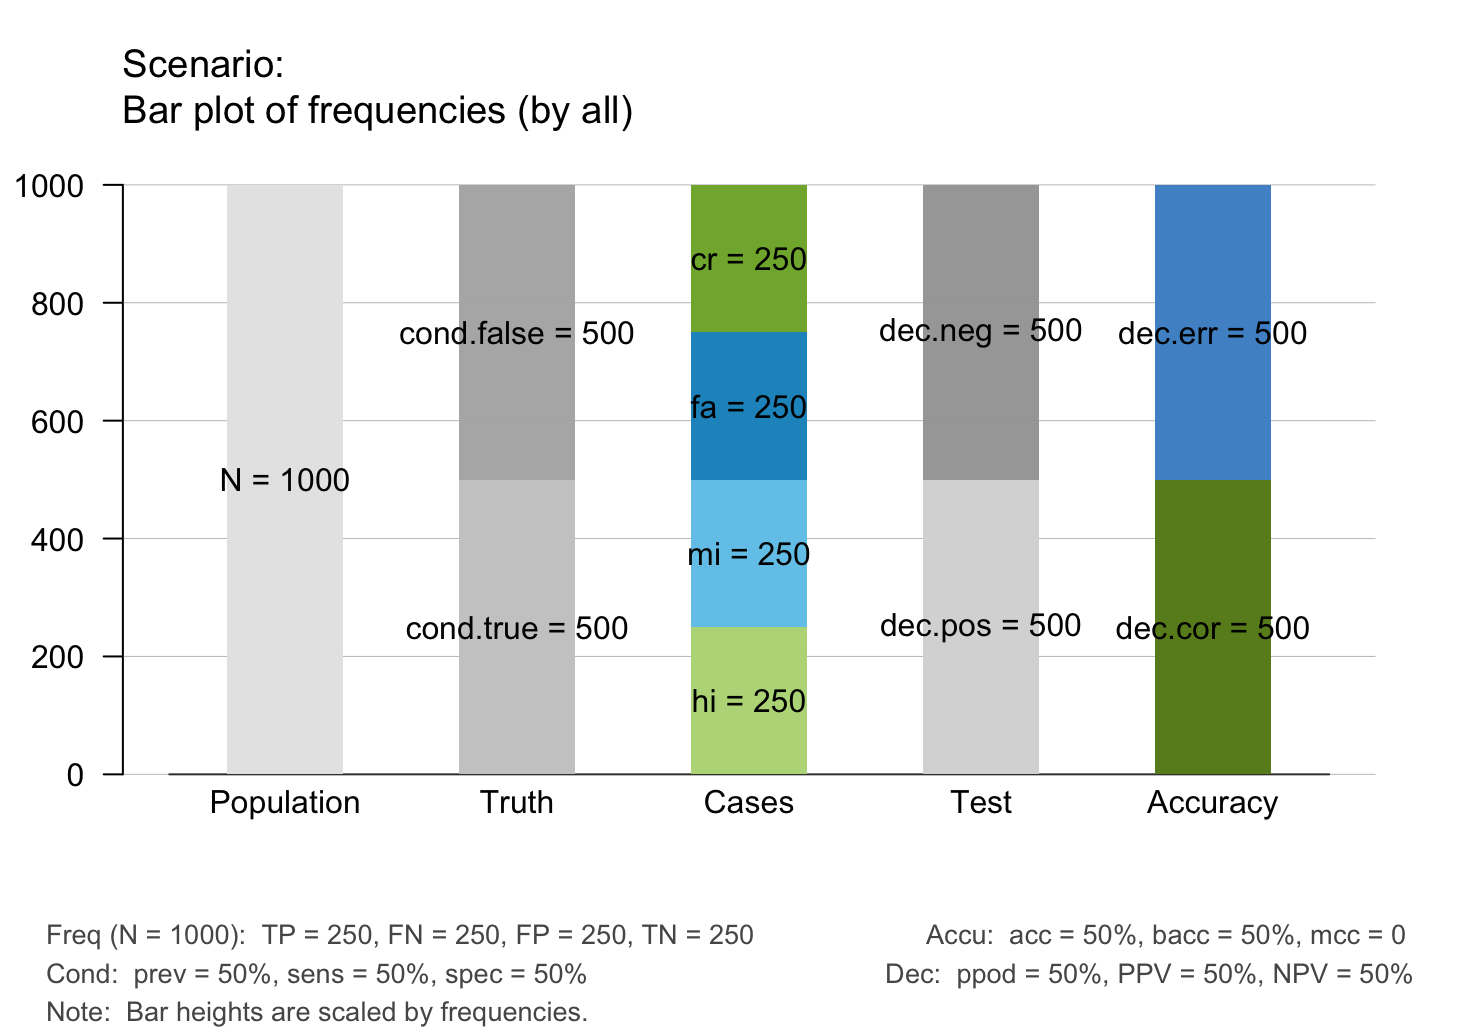 Scenario:
Bar plot of frequencies (by all)
1000
800
600
400
200
0
N = 1000
cond.false = 500
cond.true = 500
cr = 250
fa = 250
mi = 250
hi = 250
dec.neg = 500
dec.pos = 500
dec.err = 500
dec.cor = 500
Population
Truth
Cases
Test
Accuracy
Freq (N = 1000):  TP = 250, FN = 250, FP = 250, TN = 250
Cond:  prev = 50%, sens = 50%, spec = 50%
Note:  Bar heights are scaled by frequencies.
Accu:  acc = 50%, bacc = 50%, mcc = 0
Dec:  ppod = 50%, PPV = 50%, NPV = 50%